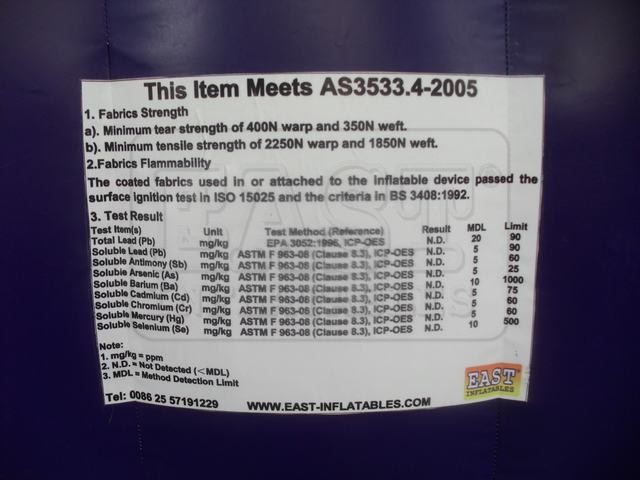 This Item Meets AS3533.4-2005
1. Fabrics Strength
a). Minimum tear strength of 400N warp and 350N weft.
b). Minimum tensile strength of 2250N warp and 1850N weft.
2.Fabrics Flammability
The coated fabrics used in or attached to the inflatable device passed the
surface ignition test in ISO 15025 and the criteria in BS 3408:1992.
3. Test Result
Test Item(s) Unit Test Method (Reference) Result MDL Limit
Total Lead (Pb) mg/kg EPA 3052:1996, ICP-OES N.D. 20 90
Soluble Lead (Pb) mg/kg ASTM F 963-08 (Clause 8.3), ICP-OES N.D. 5 90
Soluble Antimony (Sb) mg/kg ASTM F 963-08 (Clause 8.3), ICP-OES N.D. 5 60
Soluble Arsenic (As) mg/kg ASTM F 963-08 (Clause 8.3), ICP-OES N.D. 5 25
Soluble Barium (Ba) mg/kg ASTM F 963-08 (Clause 8.3), ICP-OES N.D. 10 1000
Soluble Cadmium (Cd) mg/kg ASTM F 963-08 (Clause 8.3), ICP-OES N.D. 5 75
Soluble Chromium (Cr) mg/kg ASTM F 963-08 (Clause 8.3), ICP-OES N.D. 5 60
Soluble Mercury (Hg) mg/kg ASTM F 963-08 (Clause 8.3), ICP-OES N.D. 5 60
Soluble Selenium (Se) mg/kg ASTM F 963-08 (Clause 8.3), ICP-OES N.D. 10 500
Note:
1. mg/kg = ppm
2. N.D. = Not Detected (<MDL)
3. MDL = Method Detection Limit
EAST
INFLATABLES
Tel: 0086 25 57191229 WWW.EAST-INFLATABLES.COM